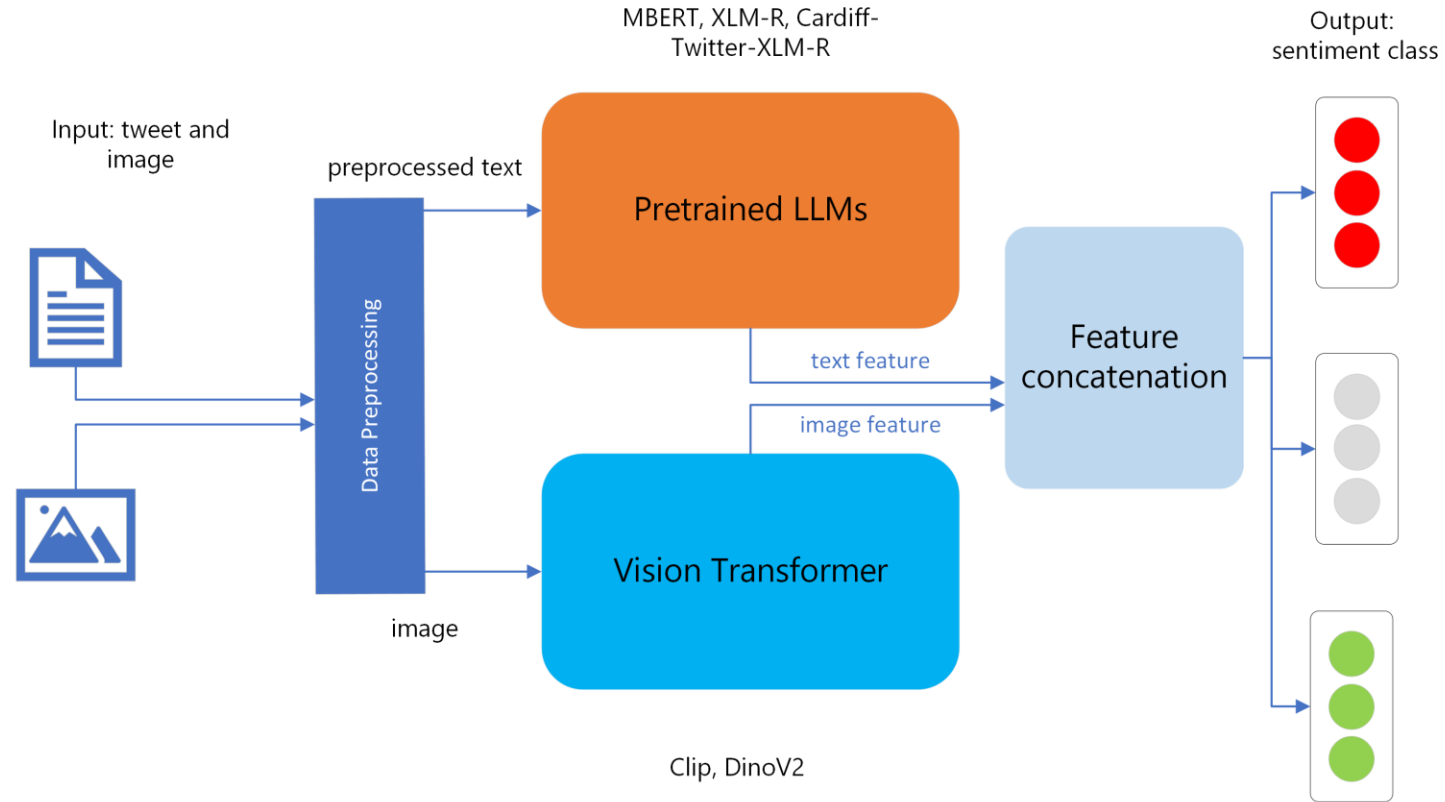 MBERT, XLM-R, Cardiff-
Twitter-XLM-R
Output:
sentiment class
Input: tweet and
image
preprocessed text
Pretrained LLMs
Data Preprocessing
text feature
image feature
Feature
concatenation
Vision Transformer
image
Clip, DinoV2